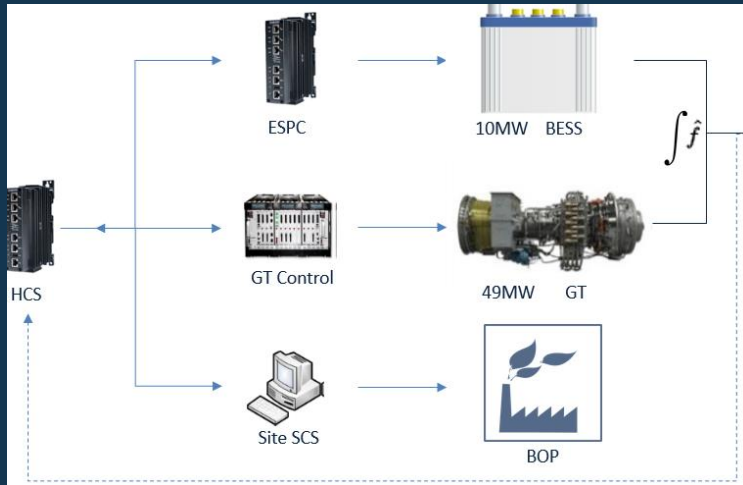 ESPC
10MW BESS
∫ f̂
HCS
GT Control
49MW GT
Site SCS
BOP